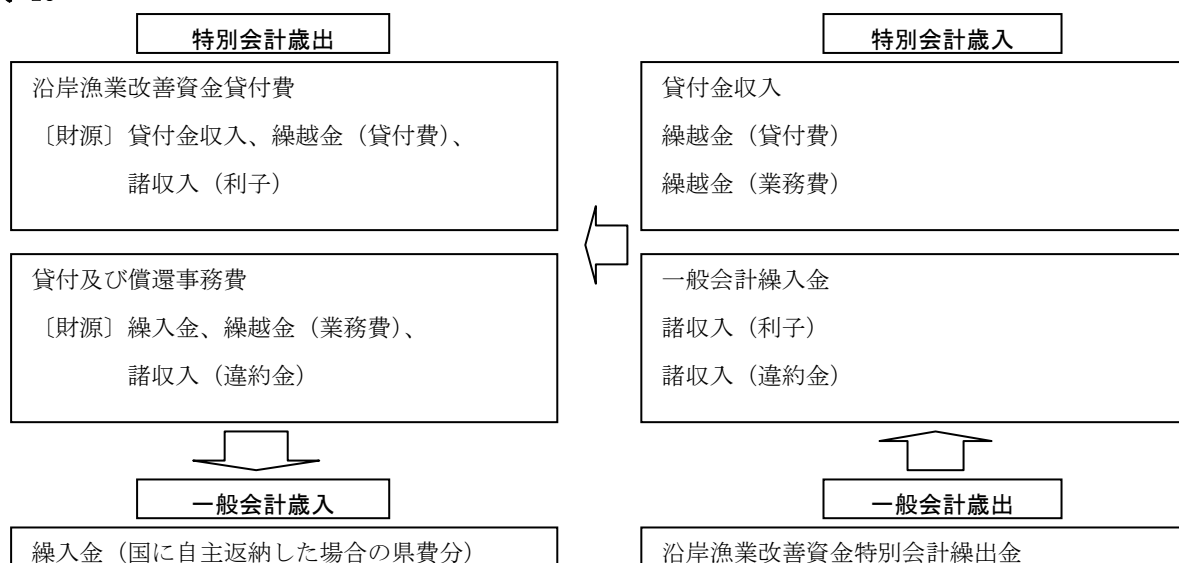 特別会計歳出
沿岸漁業改善資金貸付費
〔財源〕貸付金収入、繰越金（貸付費）、
諸収入（利子）
貸付及び償還事務費
〔財源〕繰入金、繰越金（業務費）、
諸収入（違約金）
一般会計歳入
繰入金（国に自主返納した場合の県費分）
特別会計歳入
貸付金収入
繰越金（貸付費）
繰越金（業務費）
一般会計繰入金
諸収入（利子）
諸収入（違約金）
一般会計歳出
沿岸漁業改善資金特別会計繰出金